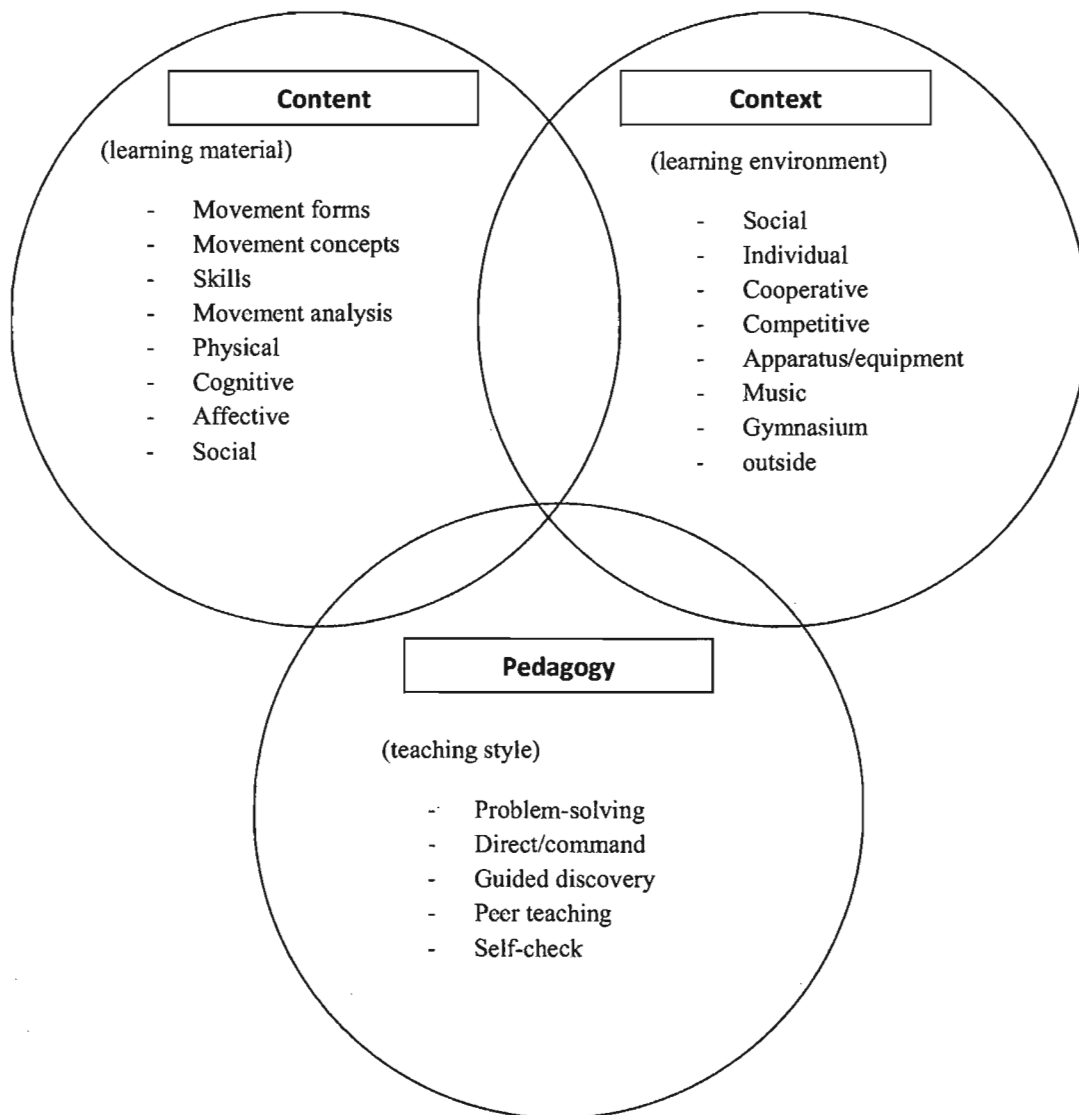 Content
(learning material)
- Movement forms
- Movement concepts
- Skills
- Movement analysis
- Physical
- Cognitive
- Affective
- Social
Context
(learning environment)
- Social
- Individual
- Cooperative
- Competitive
- Apparatus/equipment
- Music
- Gymnasium
- outside
Pedagogy
(teaching style)
- Problem-solving
- Direct/command
- Guided discovery
- Peer teaching
- Self-check